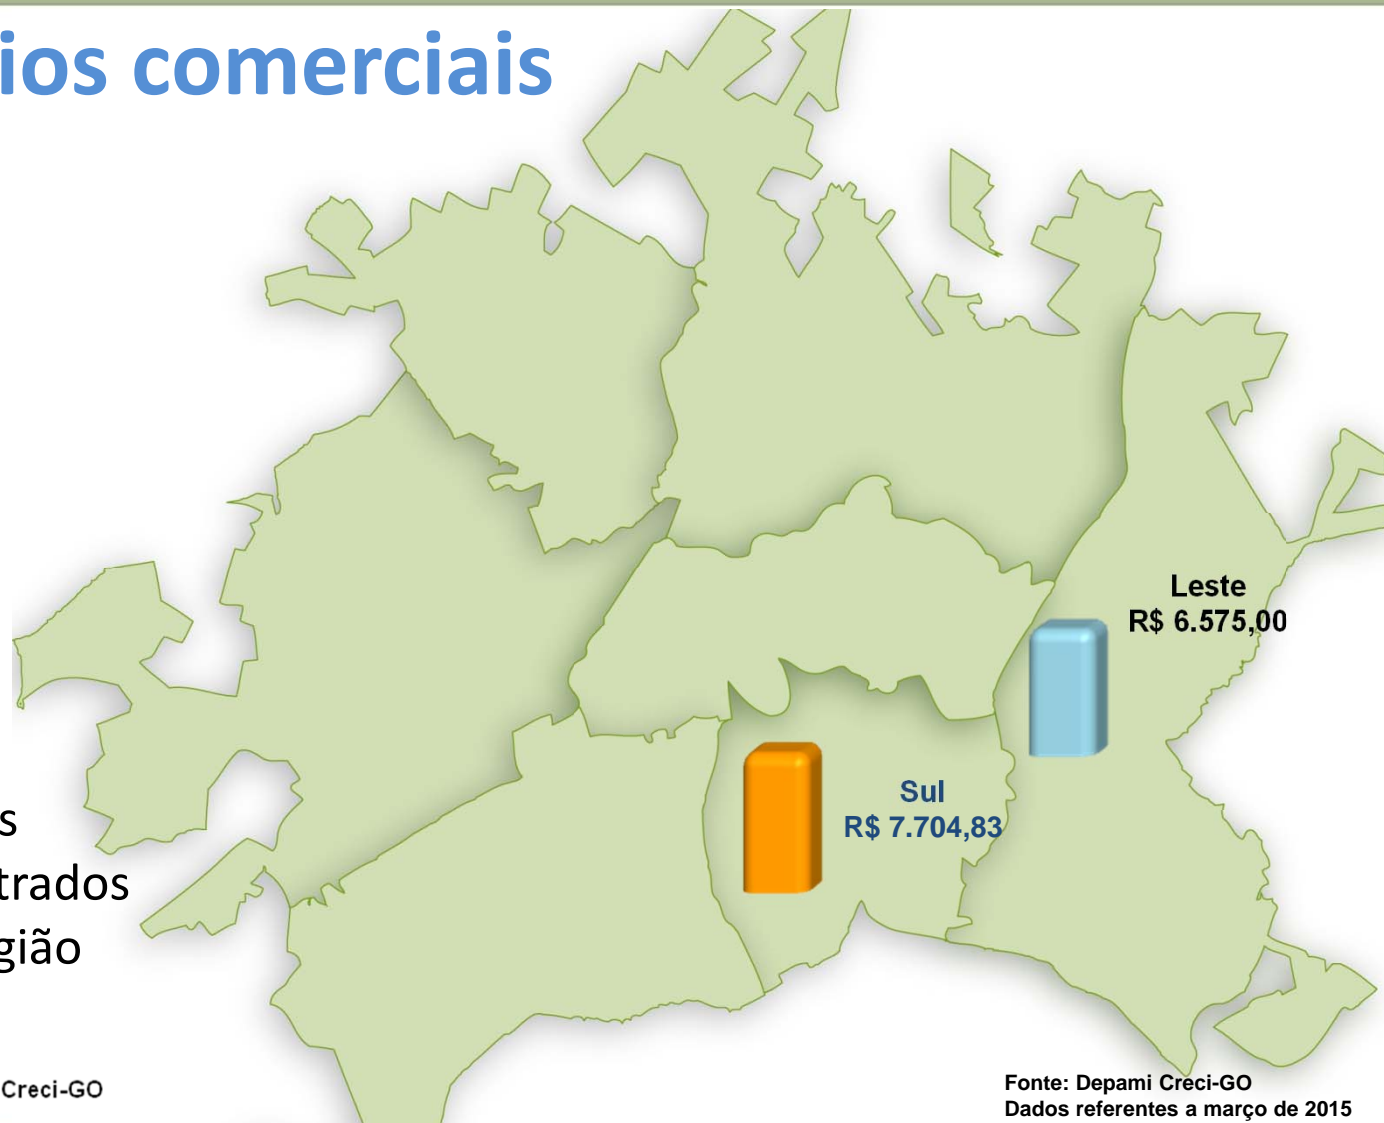 ios comerciais
Leste
R$ 6.575,00
Sul
R$ 7.704,83
s
trados
gião
Creci-GO
Fonte: Depami Creci-GO
Dados referentes a março de 2015